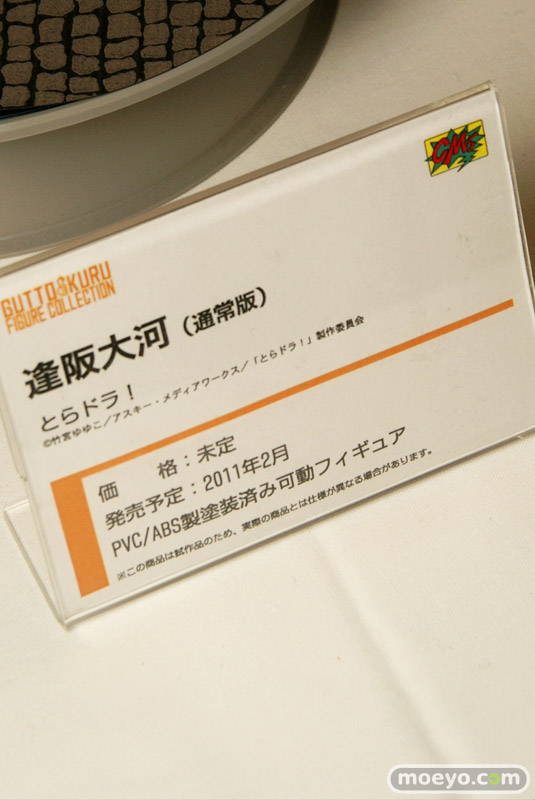 CM's
GUTTO&KURU
FIGURE COLLECTION
逢阪大河（通常版）
とらドラ！
©竹宮ゆゆこ／アスキー・メディアワークス／「とらドラ！」製作委員会
価　　格：未定
発売予定：2011年2月
PVC/ABS製塗装済み可動フィギュア
※この商品は試作品のため、実際の商品とは仕様が異なる場合があります。
moeyo.com